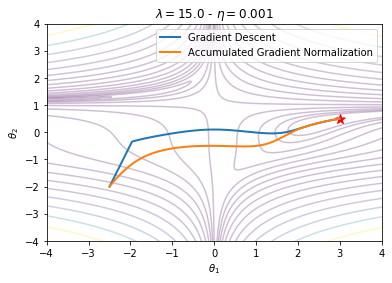 λ = 15.0 - η = 0.001
Gradient Descent
Accumulated Gradient Normalization
4
3
2
1
0
−1
−2
−3
−4
θ2
−4 −3 −2 −1 0 1 2 3 4
θ1